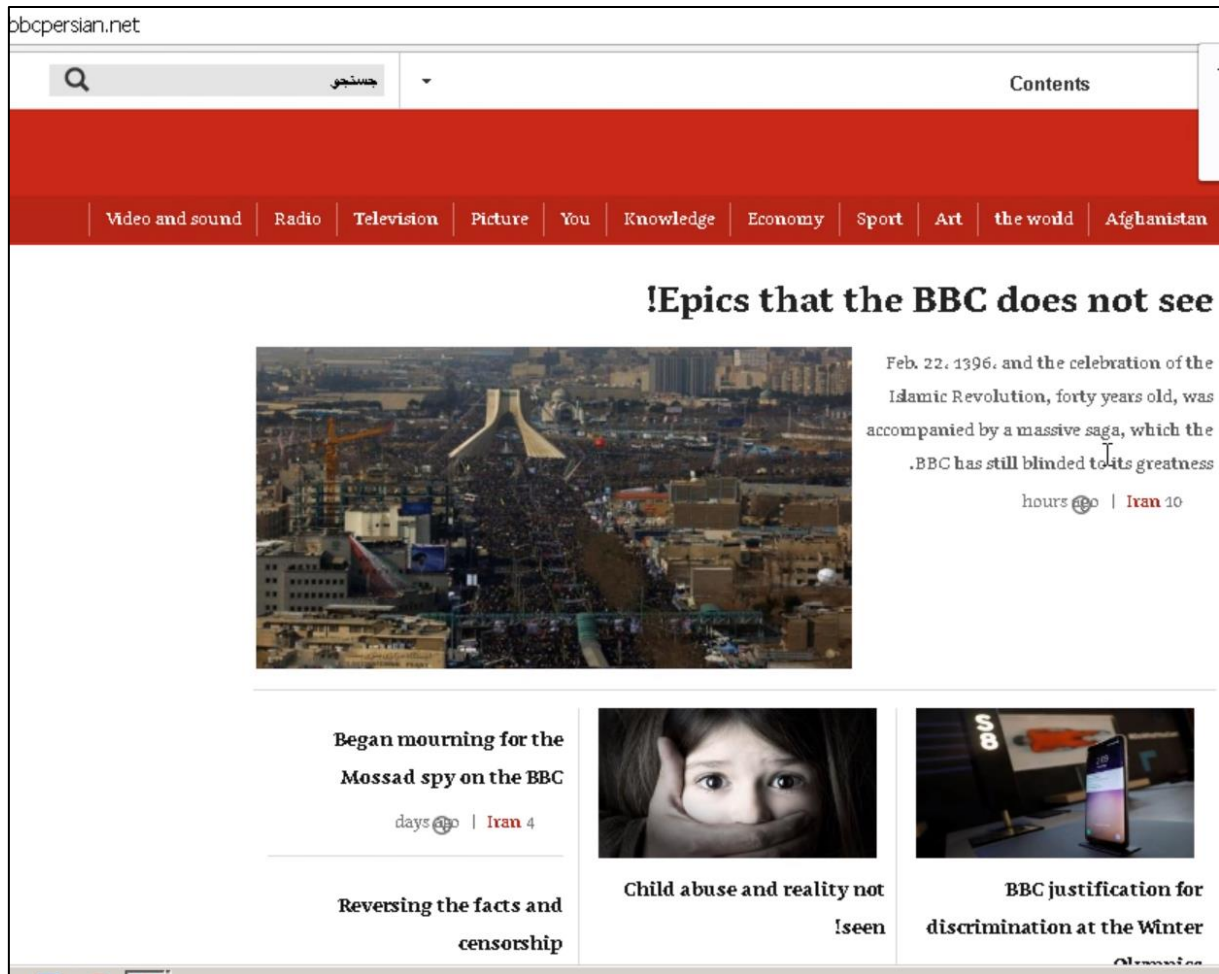 bbcpersian.net
جستجو
Contents
Video and sound
Radio
Television
Picture
You
Knowledge
Economy
Sport
Art
the world
Afghanistan
!Epics that the BBC does not see
Feb. 22, 1396, and the celebration of the
Islamic Revolution, forty years old, was
accompanied by a massive saga, which the
.BBC has still blinded to its greatness
hours ago | Iran 10
Began mourning for the
Mossad spy on the BBC
days ago | Iran 4
Reversing the facts and
censorship
Child abuse and reality not
!seen
S8
BBC justification for
discrimination at the Winter
Olympics